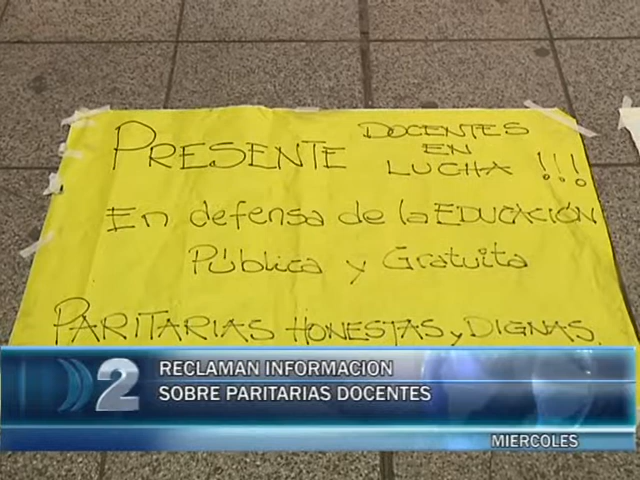 PRESENTE DOCENTES
EN
LUCHA !!!
En defensa de la EDUCACIÓN
Pública y Gratuita
PARITARIAS HONESTAS y DIGNAS.
2 RECLAMAN INFORMACION
SOBRE PARITARIAS DOCENTES
MIERCOLES